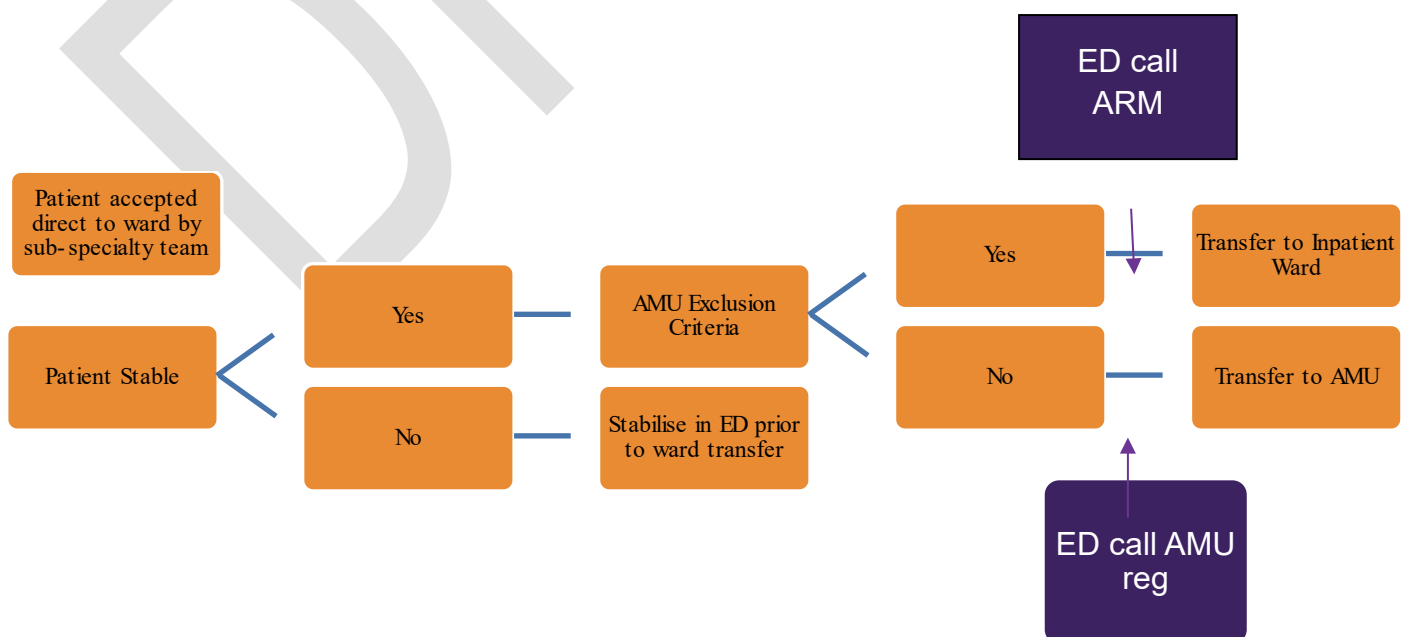 ED call
ARM
Patient accepted
direct to ward by
sub-specialty team
Yes
Transfer to Inpatient
Ward
Yes
AMU Exclusion
Criteria
Patient Stable
No
Transfer to AMU
No
Stabilise in ED prior
to ward transfer
ED call AMU
reg